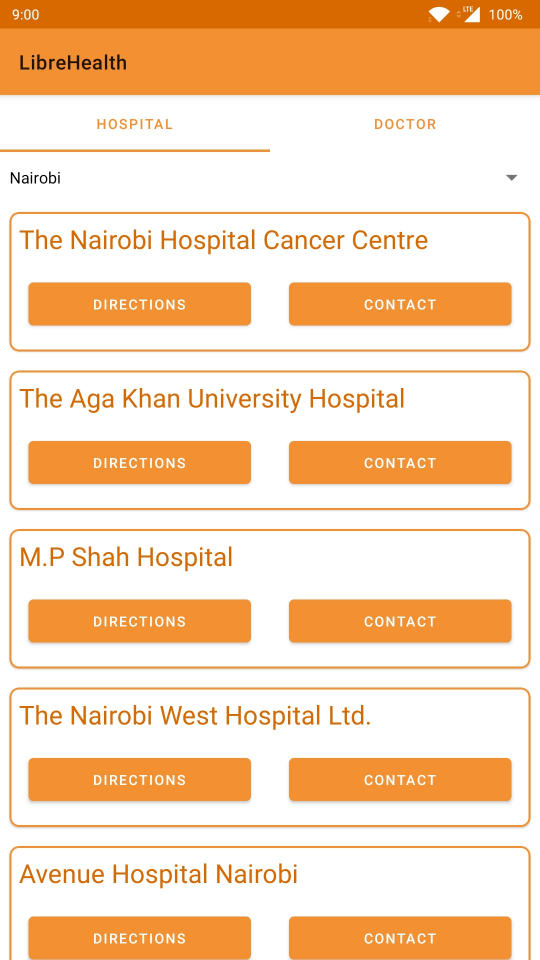 9:00 LTE 100%
LibreHealth
HOSPITAL DOCTOR
Nairobi
The Nairobi Hospital Cancer Centre
DIRECTIONS CONTACT
The Aga Khan University Hospital
DIRECTIONS CONTACT
M.P Shah Hospital
DIRECTIONS CONTACT
The Nairobi West Hospital Ltd.
DIRECTIONS CONTACT
Avenue Hospital Nairobi
DIRECTIONS CONTACT